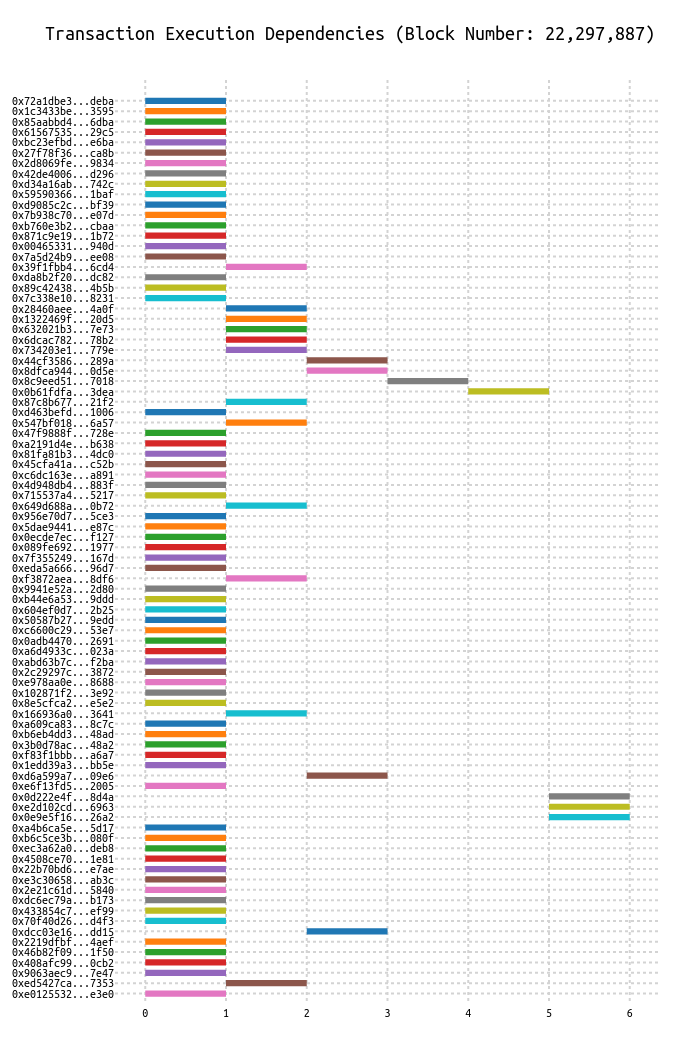 Transaction Execution Dependencies (Block Number: 22,297,887)
0x72a1dbe3...deba
0x1c3433be...3595
0x85aabbd4...6dba
0x61567535...29c5
0xbc23efbd...e6ba
0x27f78f36...ca8b
0x2d8069fe...9834
0x42de4006...d296
0xd34a16ab...742c
0x59590366...1baf
0xd9085c2c...bf39
0x7b938c70...e07d
0xb760e3b2...cbaa
0x871c9e19...1b72
0x00465331...940d
0x7a5d24b9...ee08
0x39f1fbb4...6cd4
0xda8b2f20...dc82
0x89c42438...4b5b
0x7c338e10...8231
0x28460aee...4a0f
0x1322469f...20d5
0x632021b3...7e73
0x6dcac782...78b2
0x734203e1...779e
0x44cf3586...289a
0x8dfca944...0d5e
0x8c9eed51...7018
0x0b61fdfa...3dea
0x87c8b677...21f2
0xd463befd...1006
0x547bf018...6a57
0x47f9888f...728e
0xa2191d4e...b638
0x81fa81b3...4dc0
0x45cfa41a...c52b
0xc6dc163e...a891
0x4d948db4...883f
0x715537a4...5217
0x649d688a...0b72
0x956e70d7...5ce3
0x5dae9441...e87c
0x0ecde7ec...f127
0x089fe692...1977
0x7f355249...167d
0xeda5a666...96d7
0xf3872aea...8df6
0x9941e52a...2d80
0xb44e6a53...9ddd
0x604ef0d7...2b25
0x50587b27...9edd
0xc6600c29...53e7
0x0adb4470...2691
0xa6d4933c...023a
0xabd63b7c...f2ba
0x2c29297c...3872
0xe978aa0e...8688
0x102871f2...3e92
0x8e5cfca2...e5e2
0x166936a0...3641
0xa609ca83...8c7c
0xb6eb4dd3...48ad
0x3b0d78ac...48a2
0xf83f1bbb...a6a7
0x1edd39a3...bb5e
0xd6a599a7...09e6
0xe6f13fd5...2005
0x0d222e4f...8d4a
0xe2d102cd...6963
0x0e9e5f16...26a2
0xa4b6ca5e...5d17
0xb6c5ce3b...080f
0xec3a62a0...deb8
0x4508ce70...1e81
0x22b70bd6...e7ae
0xe3c30658...ab3c
0x2e21c61d...5840
0xdc6ec79a...b173
0x433854c7...ef99
0x70f40d26...d4f3
0xdcc03e16...dd15
0x2219dfbf...4aef
0x46b82f09...1f50
0x408afc99...0cb2
0x9063aec9...7e47
0xed5427ca...7353
0xe0125532...e3e0
0 1 2 3 4 5 6